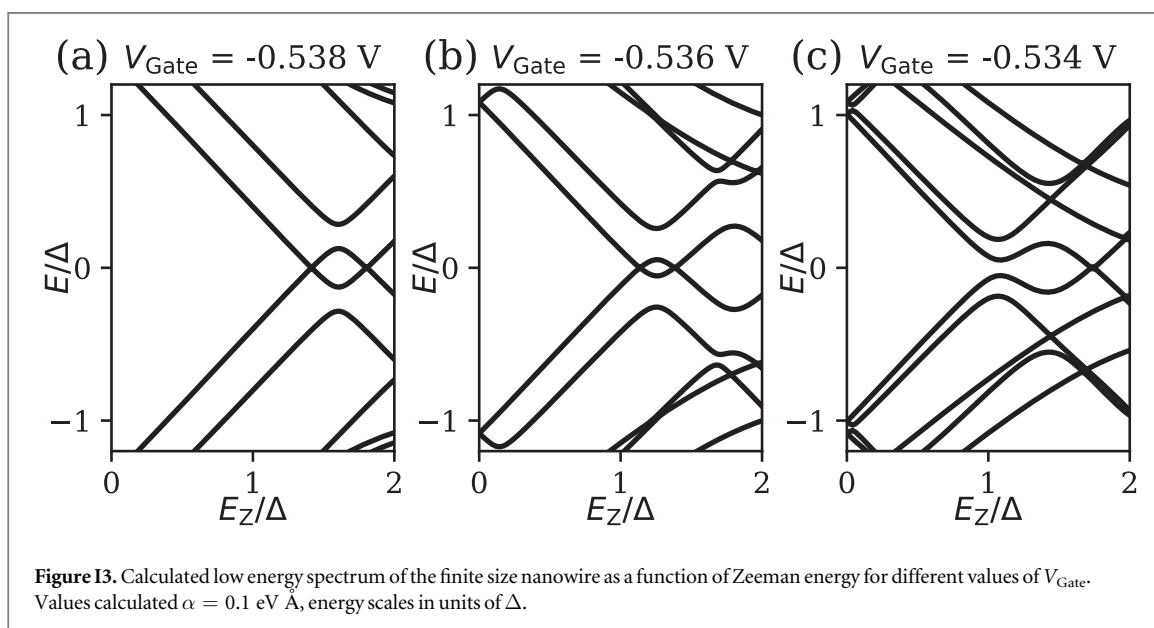 (a) V_Gate = -0.538 V (b) V_Gate = -0.536 V (c) V_Gate = -0.534 V
1 1 1
E/Δ 0 E/Δ 0 E/Δ 0
−1 −1 −1
0 1 2 0 1 2 0 1 2
E_Z/Δ E_Z/Δ E_Z/Δ
Figure I3. Calculated low energy spectrum of the finite size nanowire as a function of Zeeman energy for different values of V_Gate.
Values calculated α = 0.1 eV Å, energy scales in units of Δ.